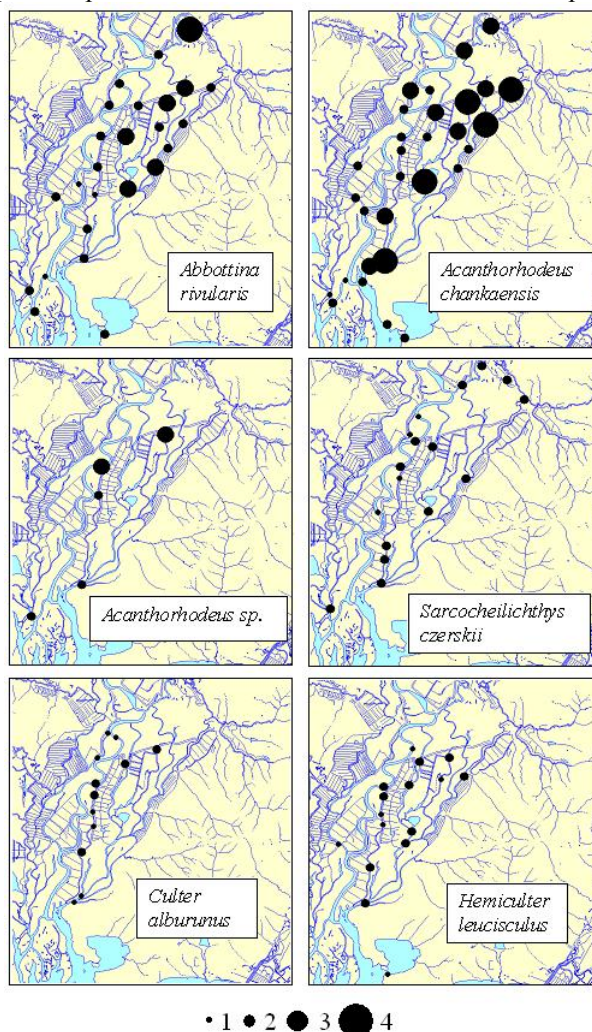 Abbottina
rivularis
Acanthorhodeus
chankaensis
Acanthorhodeus sp.
Sarcocheilichthys
czerskii
Culter
alburunus
Hemiculter
leucisculus
1 2 3 4